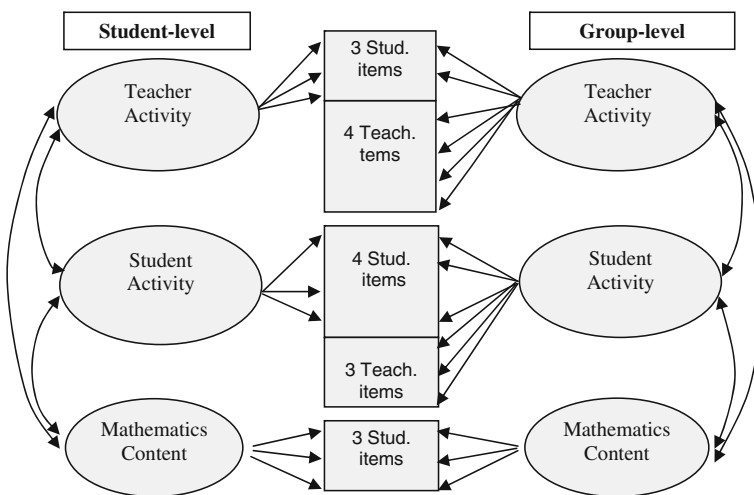 Student-level
Group-level
Teacher
Activity
3 Stud.
items
4 Teach.
tems
Teacher
Activity
Student
Activity
4 Stud.
items
3 Teach.
items
Student
Activity
Mathematics
Content
3 Stud.
items
Mathematics
Content